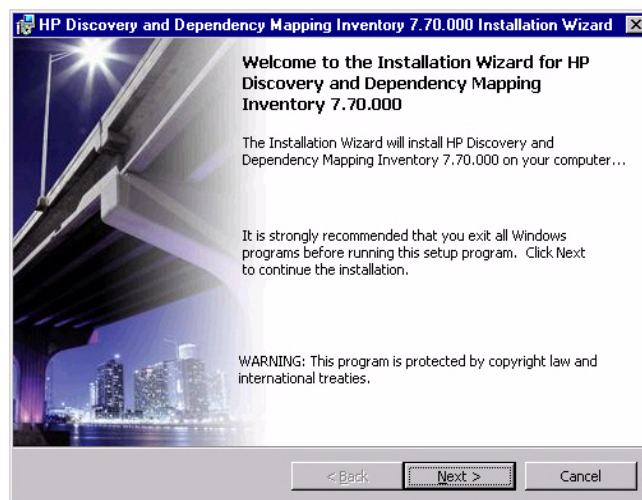 HP Discovery and Dependency Mapping Inventory 7.70.000 Installation Wizard
Welcome to the Installation Wizard for HP
Discovery and Dependency Mapping
Inventory 7.70.000
The Installation Wizard will install HP Discovery and
Dependency Mapping Inventory 7.70.000 on your computer...
It is strongly recommended that you exit all Windows
programs before running this setup program.  Click Next
to continue the installation.
WARNING: This program is protected by copyright law and
international treaties.
< Back
Next >
Cancel